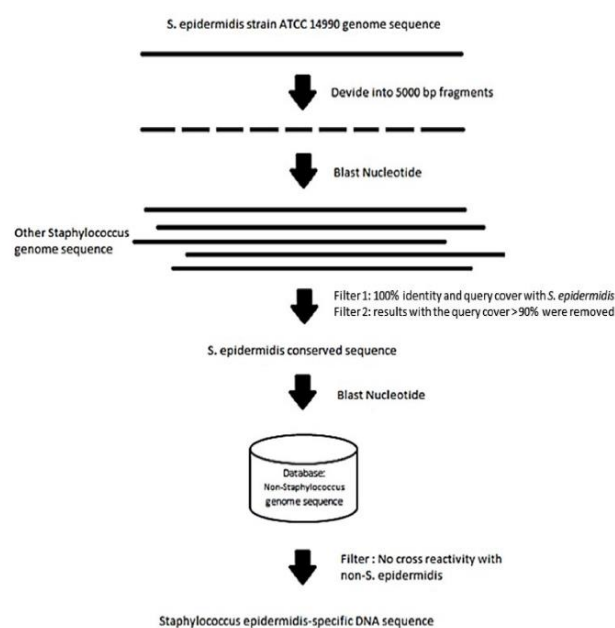 S. epidermidis strain ATCC 14990 genome sequence
Devide into 5000 bp fragments
Blast Nucleotide
Other Staphylococcus
genome sequence
Filter 1: 100% identity and query cover with S. epidermidis
Filter 2: results with the query cover >90% were removed
S. epidermidis conserved sequence
Blast Nucleotide
Database:
Non-Staphylococcus
genome sequence
Filter : No cross reactivity with
non-S. epidermidis
Staphylococcus epidermidis-specific DNA sequence